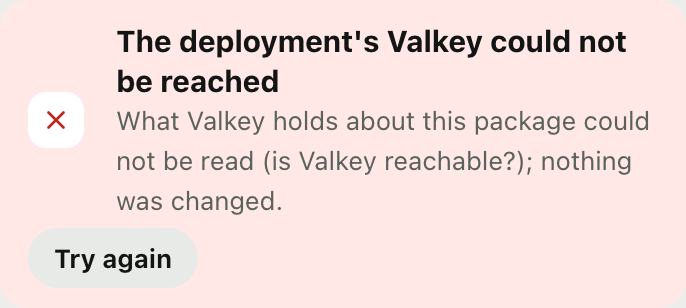 The deployment's Valkey could not
be reached
What Valkey holds about this package could
not be read (is Valkey reachable?); nothing
was changed.
Try again